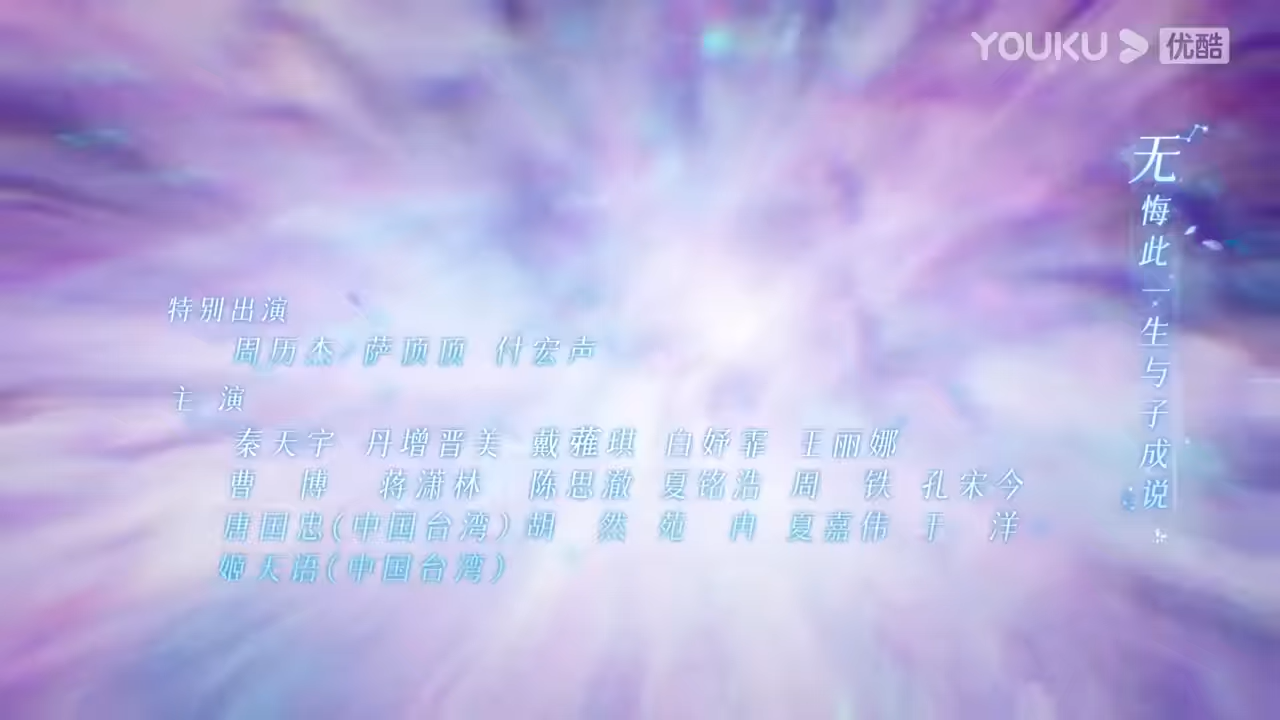 YOUKU 优酷
无悔此一生与子成说
特别出演
周历杰 萨顶顶 付宏声
主 演
秦天宇 丹增晋美 戴蕥琪 白妤霏 王丽娜
曹 博 蒋潇林 陈思澈 夏铭浩 周 铁 孔宋今
唐国忠(中国台湾) 胡 然 苑 冉 夏嘉伟 于 洋
姬天语(中国台湾)